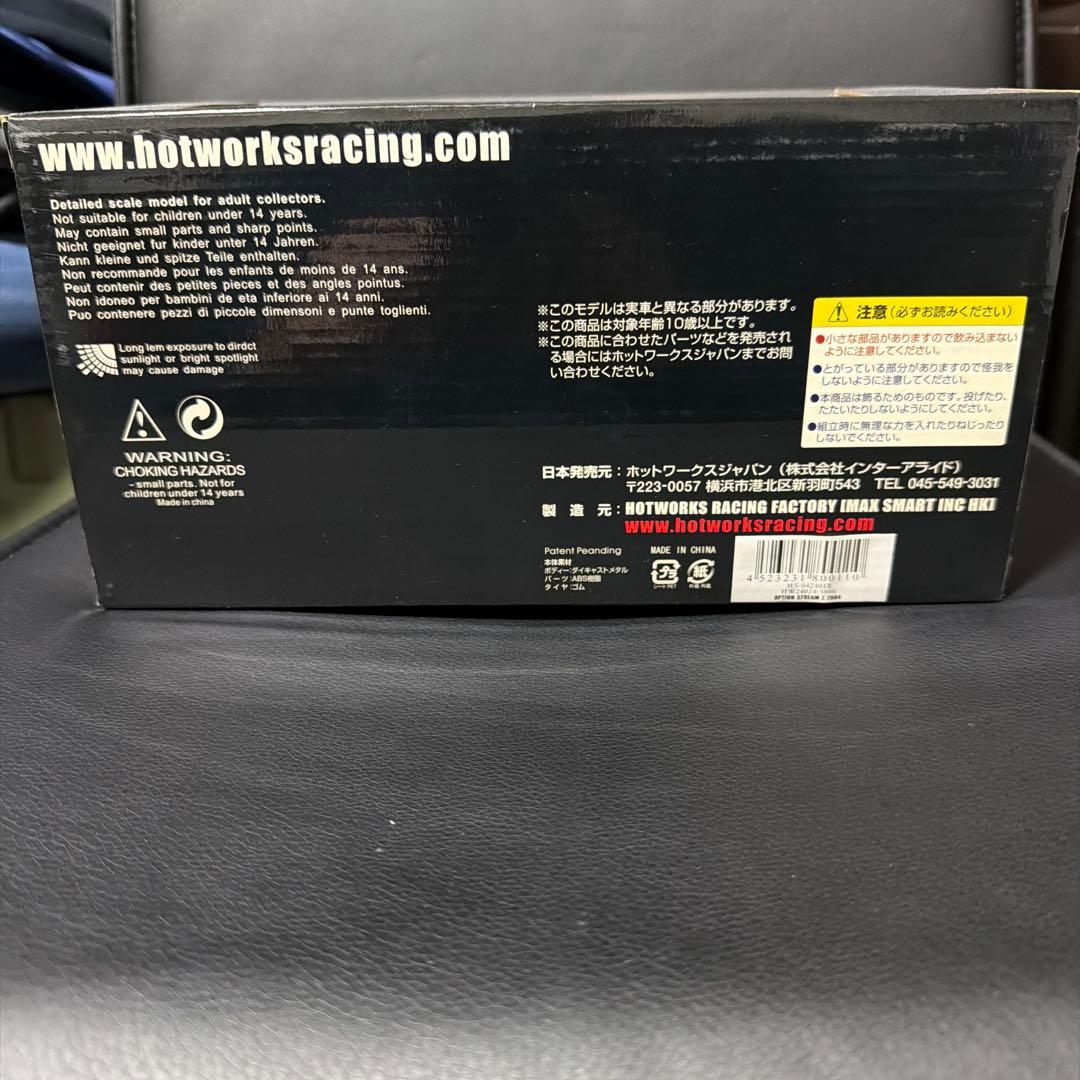 www.hotworksracing.com
Detailed scale model for adult collectors.
Not suitable for children under 14 years.
May contain small parts and sharp points.
Nicht geeignet fur kinder unter 14 Jahren.
Kann kleine und spitze Teile enthalten.
Non recommande pour les enfants de moins de 14 ans.
Peut contenir des petites pieces et des angles pointus.
Non idoneo per bambini de eta inferiore ai 14 anni.
Puo contenere pezzi di piccole dimensoni e punte toglienti.
Long lem exposure to dirdct
sunlight or bright spotlight
may cause damage
WARNING:
CHOKING HAZARDS
- small parts. Not for
children under 14 years
Made in china
※このモデルは実車と異なる部分があります。
※この商品は対象年齢10歳以上です。
※この商品に合わせたパーツなどを発売され
る場合にはホットワークスジャパンまでお問
い合わせください。
注意(必ずお読みください)
●小さな部品がありますので飲み込まない
ように注意してください。
●とがっている部分がありますので怪我を
しないように注意してください。
●本商品は飾るためのものです。投げたり、
たたいたりしないようにしてください。
●組立時に無理な力を入れたりねじったり
しないでください。
日本発売元:ホットワークスジャパン(株式会社インターアライド)
〒223-0057 横浜市港北区新羽町543 TEL 045-549-3031
製造元:HOTWORKS RACING FACTORY [MAX SMART INC HK]
www.hotworksracing.com
Patent Peanding
本体素材
ボディー:ダイキャストメタル
パーツ:ABS樹脂
タイヤ:ゴム
MADE IN CHINA
プラ
シート PET
紙
外箱 内箱
4523231800110
MS-042401E
HW24024 3800
OPTION STREAM Z 2004